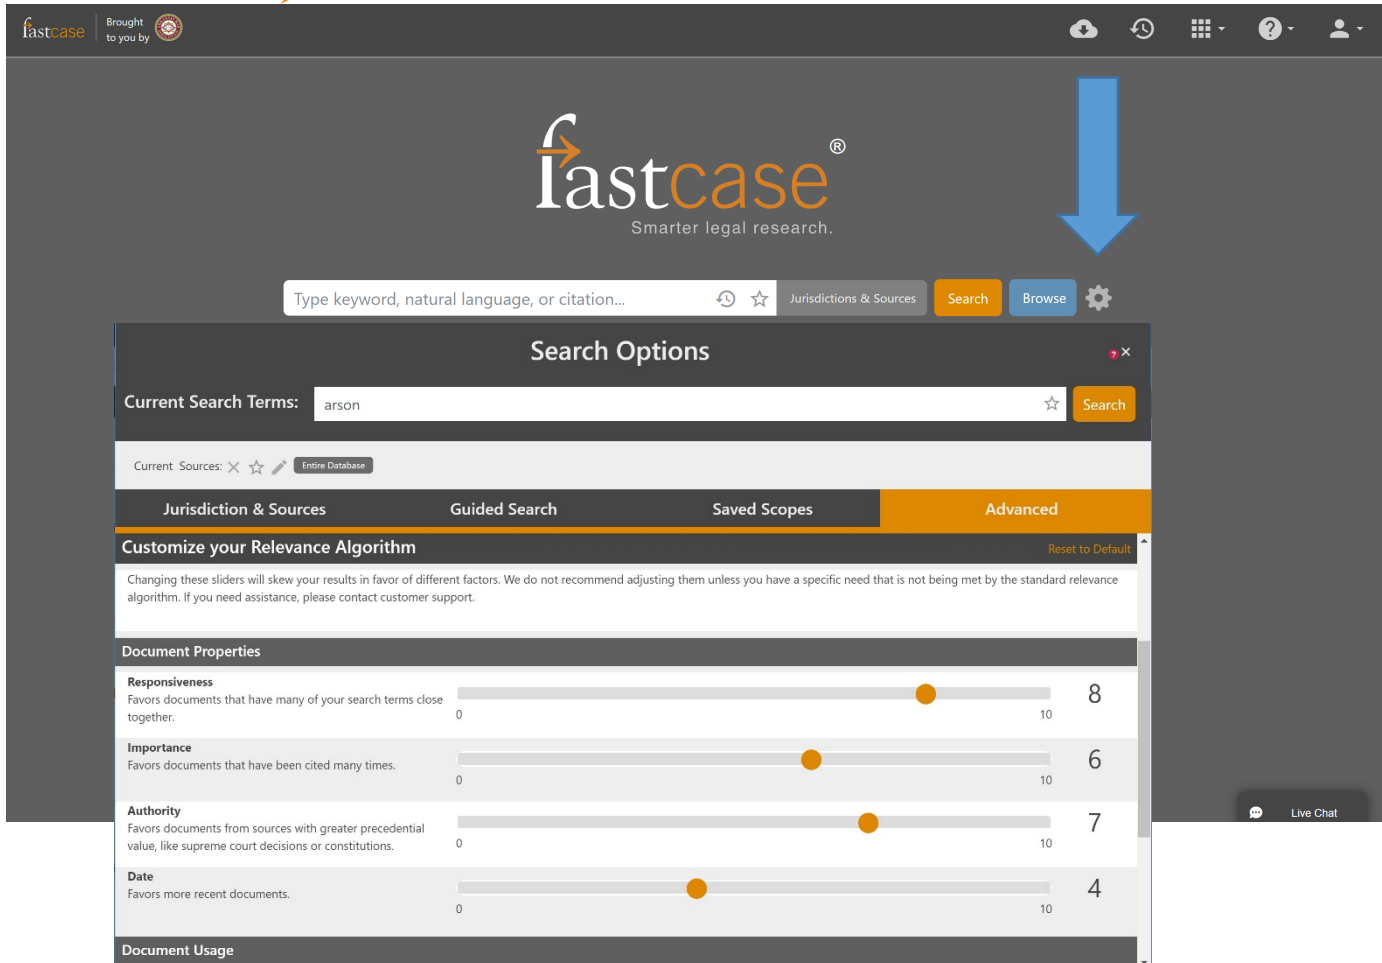 fastcase
Brought
to you by
fastcase®
Smarter legal research.
Type keyword, natural language, or citation... Jurisdictions & Sources Search Browse
Search Options
? ×
Current Search Terms: arson Search
Current Sources: Entire Database
Jurisdiction & Sources Guided Search Saved Scopes Advanced
Customize your Relevance Algorithm Reset to Default
Changing these sliders will skew your results in favor of different factors. We do not recommend adjusting them unless you have a specific need that is not being met by the standard relevance
algorithm. If you need assistance, please contact customer support.
Document Properties
Responsiveness
Favors documents that have many of your search terms close
together.
0 10 8
Importance
Favors documents that have been cited many times.
0 10 6
Authority
Favors documents from sources with greater precedential
value, like supreme court decisions or constitutions.
0 10 7
Date
Favors more recent documents.
0 10 4
Document Usage
Live Chat